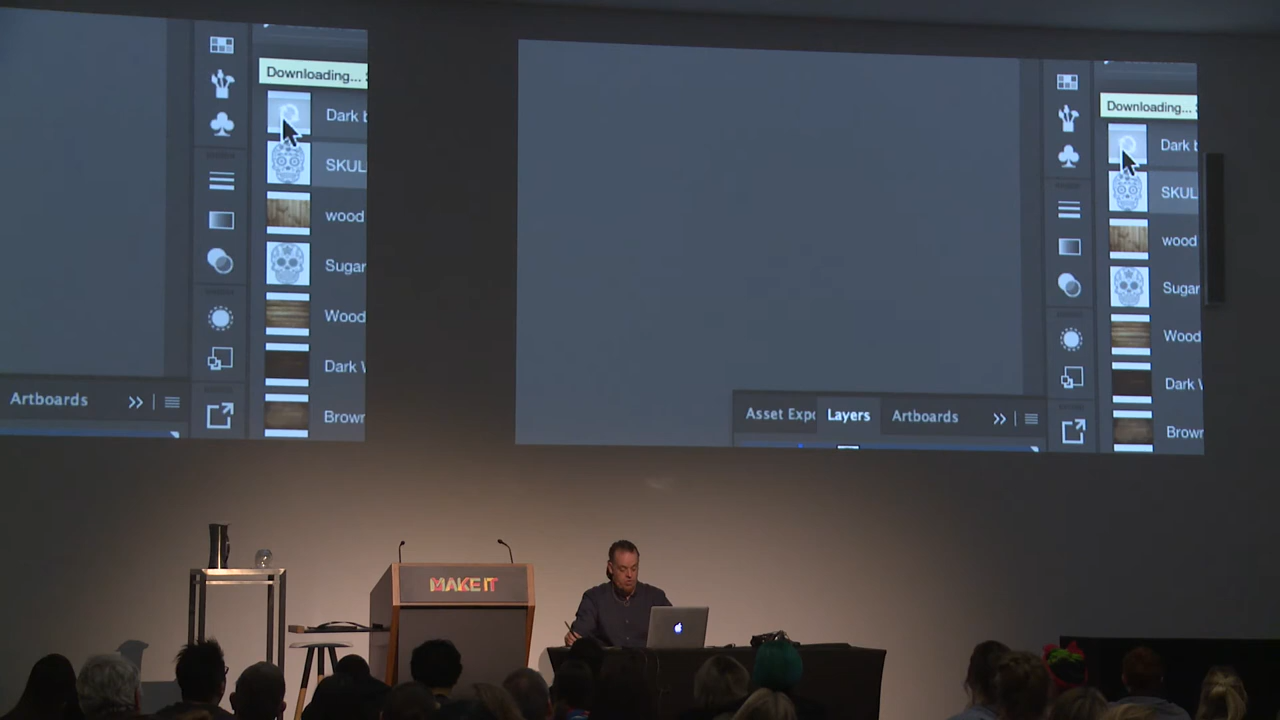 Downloading...
Dark
SKUL
wood
Sugar
Wood
Dark
Brown
Artboards
Downloading...
Dark
SKUL
wood
Sugar
Wood
Dark
Brown
Asset Expo
Layers
Artboards
MAKE IT